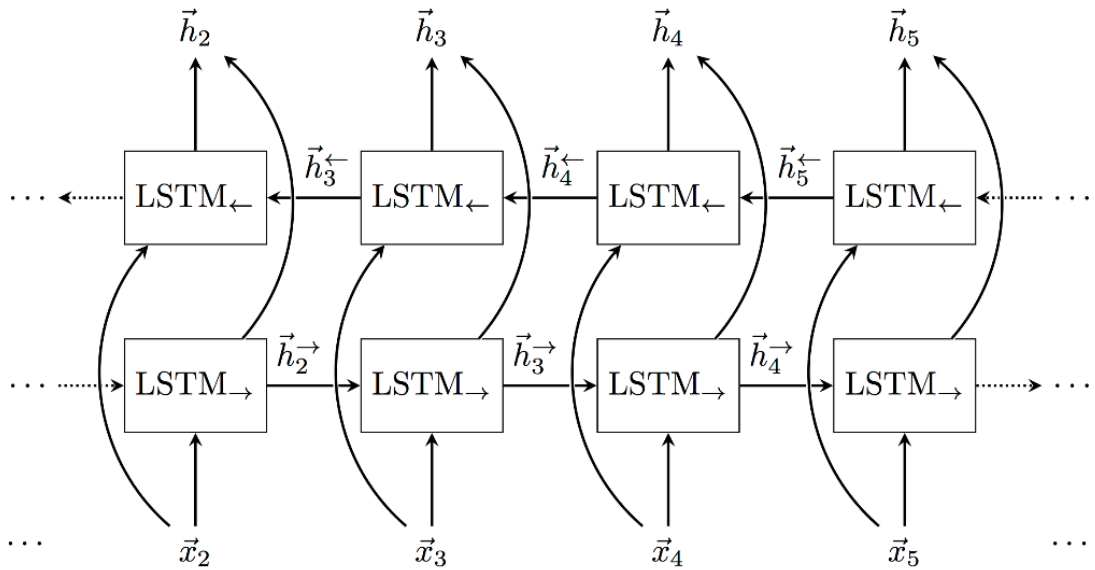 h⃗₂ h⃗₃ h⃗₄ h⃗₅
h⃗₃← h⃗₄← h⃗₅←
··· LSTM← LSTM← LSTM← LSTM← ···
h⃗₂→ h⃗₃→ h⃗₄→
··· LSTM→ LSTM→ LSTM→ LSTM→ ···
··· x⃗₂ x⃗₃ x⃗₄ x⃗₅ ···